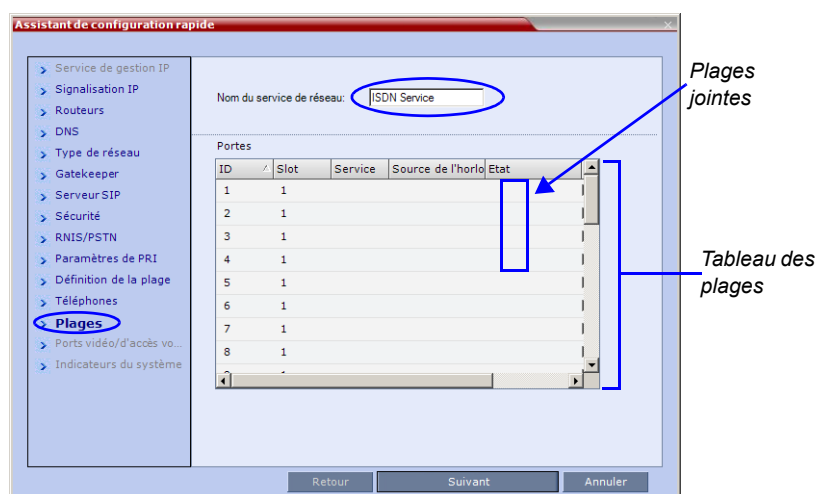 Assistant de configuration rapide
Service de gestion IP
Signalisation IP
Routeurs
DNS
Type de réseau
Gatekeeper
Serveur SIP
Sécurité
RNIS/PSTN
Paramètres de PRI
Définition de la plage
Téléphones
Plages
Ports vidéo/d'accès vo...
Indicateurs du système
Nom du service de réseau: ISDN Service
Portes
ID Slot Service Source de l'horlo Etat
1 1
2 1
3 1
4 1
5 1
6 1
7 1
8 1
Retour Suivant Annuler
Plages
jointes
Tableau des
plages